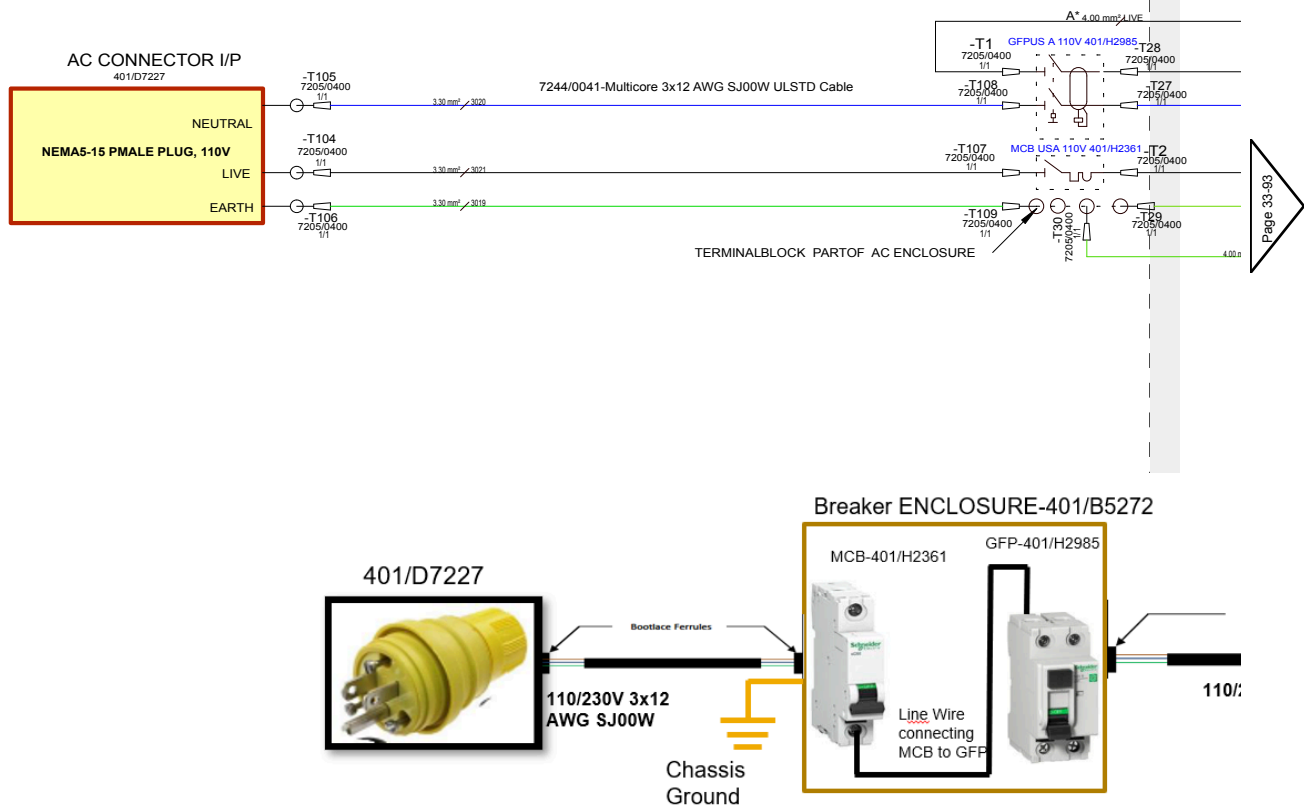 A* 4.00 mm² LIVE
GFPUS A 110V 401/H2985
-T1
7205/0400
1/1
-T28
7205/0400
1/1
AC CONNECTOR I/P
401/D7227
-T105
7205/0400
1/1
7244/0041-Multicore 3x12 AWG SJ00W ULSTD Cable
-T108
7205/0400
1/1
-T27
7205/0400
1/1
3.30 mm² 3020
NEUTRAL
NEMA5-15 PMALE PLUG, 110V
-T104
7205/0400
1/1
-T107
7205/0400
1/1
MCB USA 110V 401/H2361
-T2
7205/0400
1/1
LIVE
3.30 mm² 3021
EARTH
3.30 mm² 3019
-T106
7205/0400
1/1
-T109
7205/0400
1/1
-T30
7205/0400
1/1
-T29
7205/0400
1/1
TERMINALBLOCK PARTOF AC ENCLOSURE
4.00
Page 33-93
Breaker ENCLOSURE-401/B5272
MCB-401/H2361
GFP-401/H2985
401/D7227
Bootlace Ferrules
Schneider
110/230V 3x12
AWG SJ00W
Line Wire
connecting
MCB to GFP
110/2
Chassis
Ground